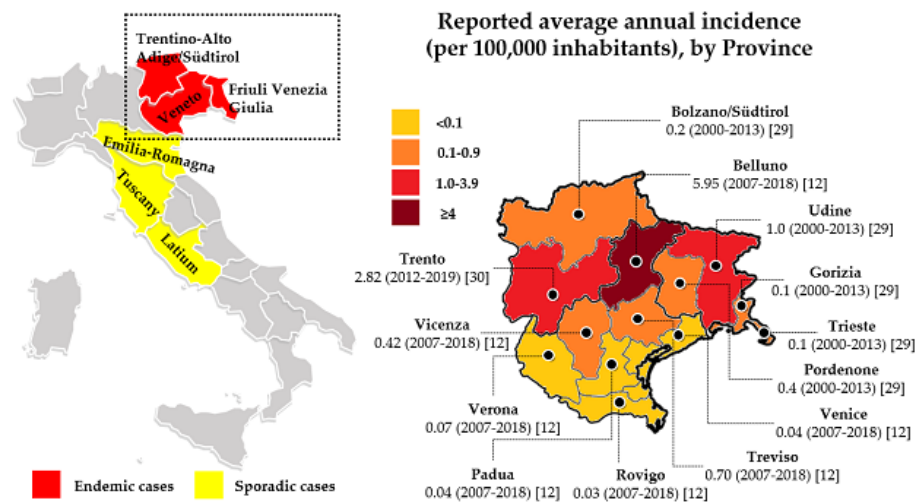 Trentino-Alto
Adige/Südtirol
Friuli Venezia
Giulia
Veneto
Emilia-Romagna
Tuscany
Latium
Endemic cases
Sporadic cases
Reported average annual incidence
(per 100,000 inhabitants), by Province
<0.1
0.1-0.9
1.0-3.9
≥4
Bolzano/Südtirol
0.2 (2000-2013) [29]
Belluno
5.95 (2007-2018) [12]
Udine
1.0 (2000-2013) [29]
Trento
2.82 (2012-2019) [30]
Gorizia
0.1 (2000-2013) [29]
Vicenza
0.42 (2007-2018) [12]
Trieste
0.1 (2000-2013) [29]
Pordenone
0.4 (2000-2013) [29]
Verona
0.07 (2007-2018) [12]
Venice
0.04 (2007-2018) [12]
Padua
0.04 (2007-2018) [12]
Rovigo
0.03 (2007-2018) [12]
Treviso
0.70 (2007-2018) [12]